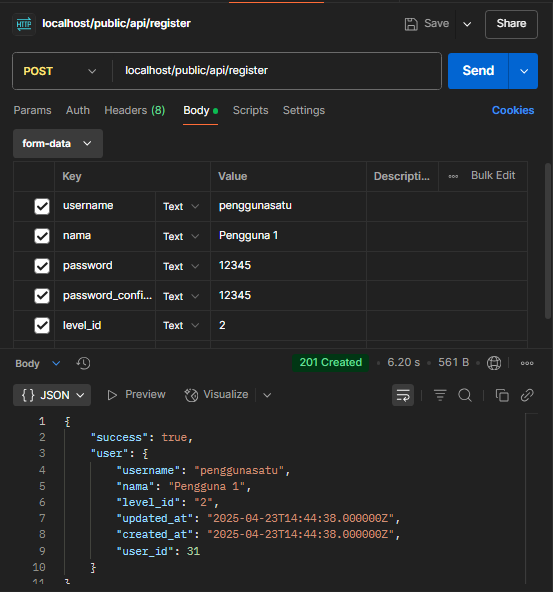 HTTP localhost/public/api/register Save Share
POST localhost/public/api/register Send
Params Auth Headers (8) Body Scripts Settings Cookies
form-data
Key Value Descripti... Bulk Edit
username Text penggunasatu
nama Text Pengguna 1
password Text 12345
password_confi... Text 12345
level_id Text 2
Body 201 Created 6.20 s 561 B
{ } JSON Preview Visualize
1 {
2 "success": true,
3 "user": {
4 "username": "penggunasatu",
5 "nama": "Pengguna 1",
6 "level_id": "2",
7 "updated_at": "2025-04-23T14:44:38.000000Z",
8 "created_at": "2025-04-23T14:44:38.000000Z",
9 "user_id": 31
10 }
11 }